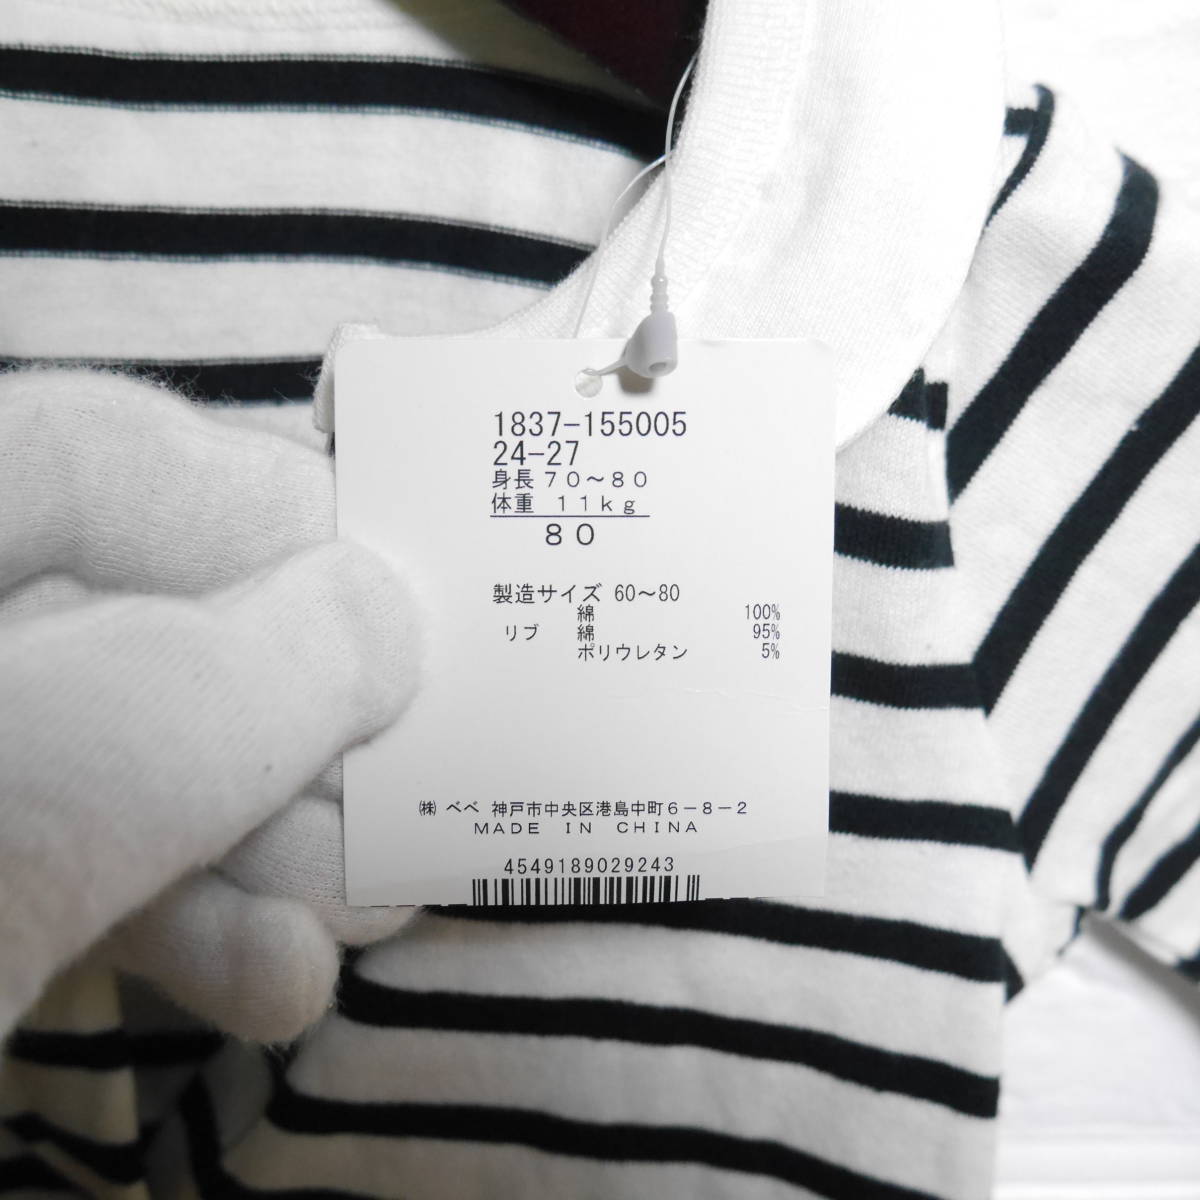 1837-155005
24-27
身長７０～８０
体重　１１ｋｇ
８０
製造サイズ 60～80
綿 100%
リブ 綿 95%
ポリウレタン 5%
㈱ ベベ 神戸市中央区港島中町６－８－２
ＭＡＤＥ　ＩＮ　ＣＨＩＮＡ
4549189029243